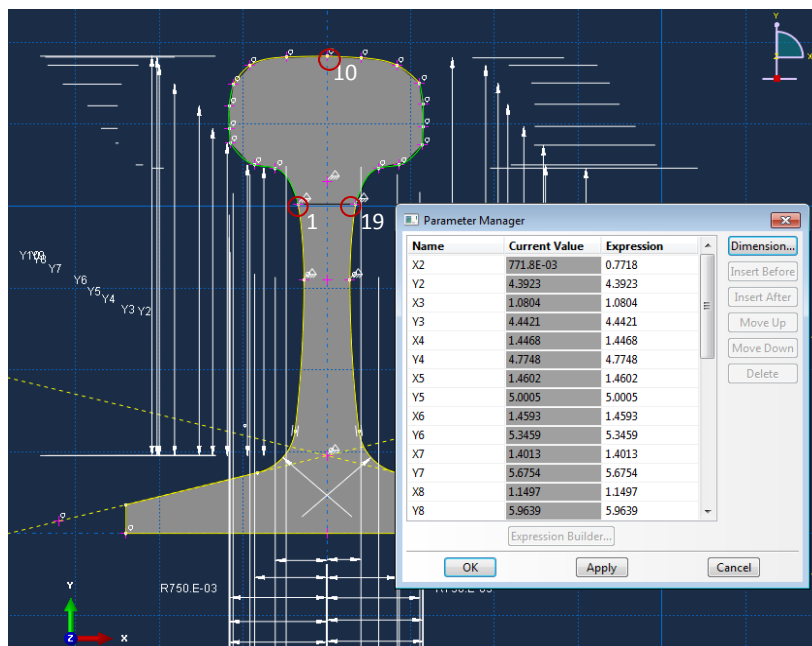 Y
X
10
1
19
Y6
Y5
Y4
Y3 Y2
Y7
R750.E-03
Y
Z
X
Parameter Manager
Name Current Value Expression
X2 771.8E-03 0.7718
Y2 4.3923 4.3923
X3 1.0804 1.0804
Y3 4.4421 4.4421
X4 1.4468 1.4468
Y4 4.7748 4.7748
X5 1.4602 1.4602
Y5 5.0005 5.0005
X6 1.4593 1.4593
Y6 5.3459 5.3459
X7 1.4013 1.4013
Y7 5.6754 5.6754
X8 1.1497 1.1497
Y8 5.9639 5.9639
Dimension...
Insert Before
Insert After
Move Up
Move Down
Delete
Expression Builder...
OK Apply Cancel